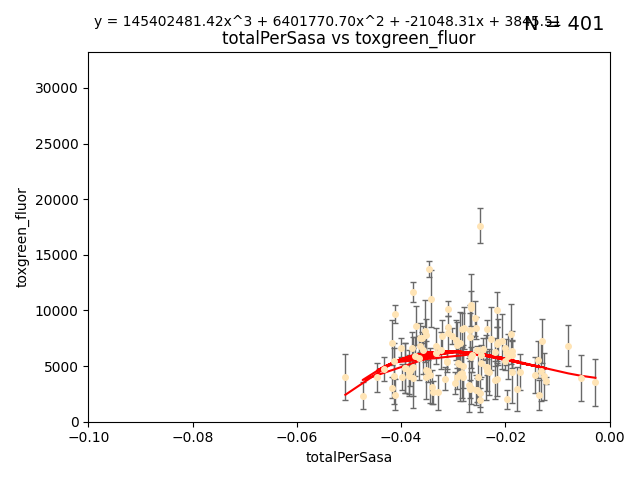 y = 145402481.42x^3 + 6401770.70x^2 + -21048.31x + 3845.51
N = 401
totalPerSasa vs toxgreen_fluor
30000
25000
20000
15000
10000
5000
0
toxgreen_fluor
−0.10 −0.08 −0.06 −0.04 −0.02 0.00
totalPerSasa